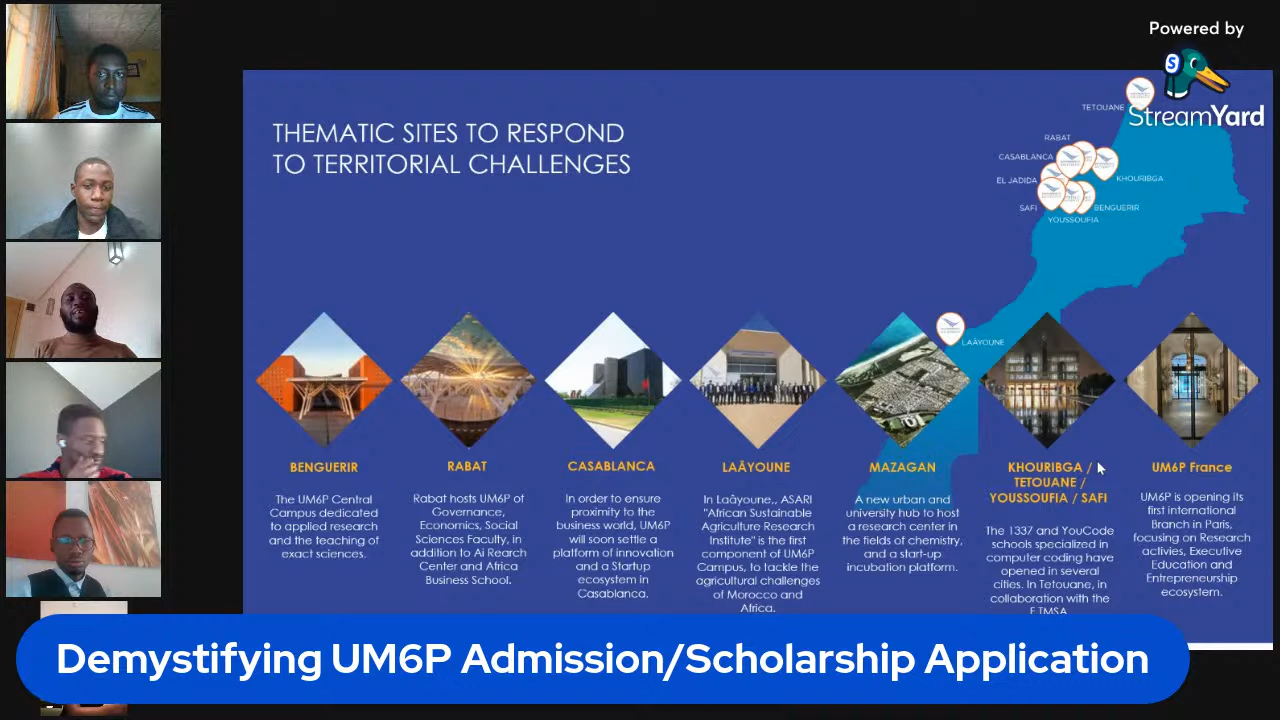 Powered by
StreamYard
THEMATIC SITES TO RESPOND
TO TERRITORIAL CHALLENGES
TETOUANE
RABAT
CASABLANCA
KHOURIBGA
EL JADIDA
SAFI
BENGUERIR
YOUSSOUFIA
LAÂYOUNE
BENGUERIR
The UM6P Central
Campus dedicated
to applied research
and the teaching of
exact sciences.
RABAT
Rabat hosts UM6P of
Governance,
Economics, Social
Sciences Faculty, in
addition to Ai Rearch
Center and Africa
Business School.
CASABLANCA
In order to ensure
proximity to the
business world, UM6P
will soon settle a
platform of innovation
and a Startup
ecosystem in
Casablanca.
LAÂYOUNE
In Laâyoune,, ASARI
"African Sustainable
Agriculture Research
Institute" is the first
component of UM6P
Campus, to tackle the
agricultural challenges
of Morocco and
Africa.
MAZAGAN
A new urban and
university hub to host
a research center in
the fields of chemistry,
and a start-up
incubation platform.
KHOURIBGA /
TETOUANE /
YOUSSOUFIA / SAFI
The 1337 and YouCode
schools specialized in
computer coding have
opened in several
cities. In Tetouane, in
collaboration with the
UM6P France
UM6P is opening its
first international
Branch in Paris,
focusing on Research
activies, Executive
Education and
Entrepreneurship
ecosystem.
Demystifying UM6P Admission/Scholarship Application